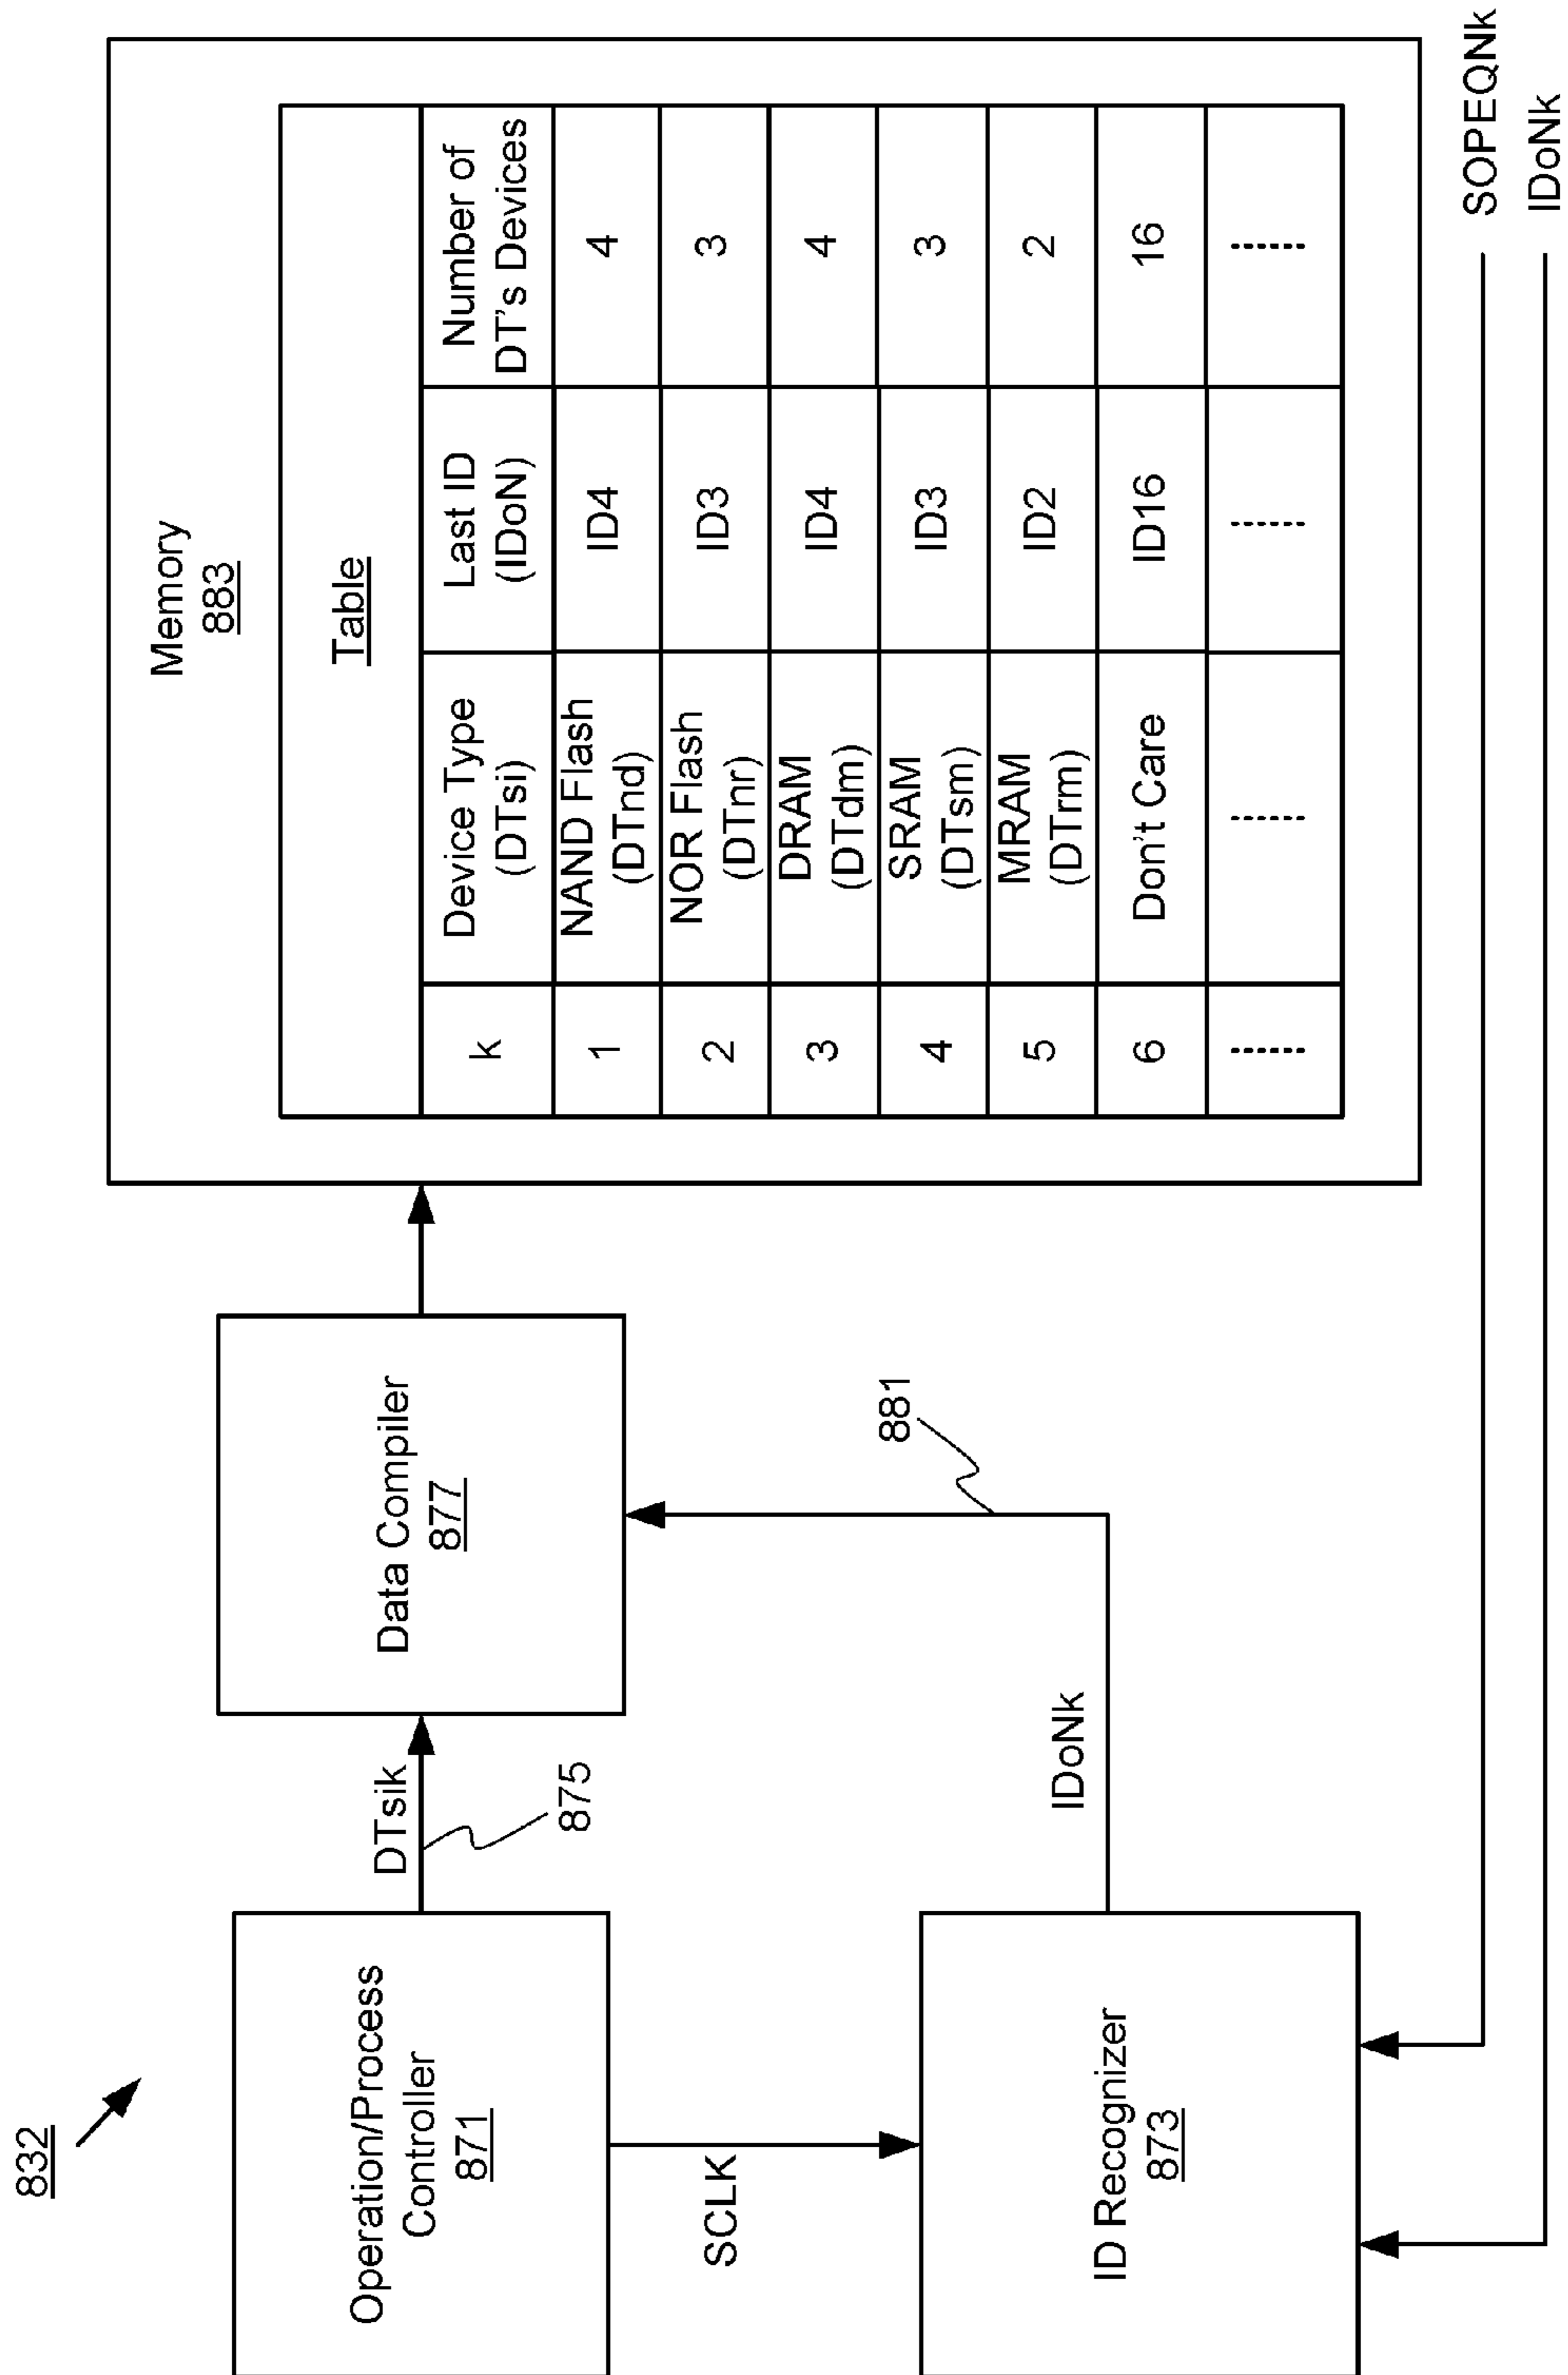 832
Operation/Process
Controller
871
DTsik
875
Data Compiler
877
SCLK
ID Recognizer
873
IDoNk
881
Memory
883
Table
k
Device Type
(DTsi)
Last ID
(IDoN)
Number of
DT's Devices
1
NAND Flash
(DTnd)
ID4
4
2
NOR Flash
(DTnr)
ID3
3
3
DRAM
(DTdm)
ID4
4
4
SRAM
(DTsm)
ID3
3
5
MRAM
(DTrm)
ID2
2
6
Don't Care
ID16
16
SOPEQNk
IDoNk